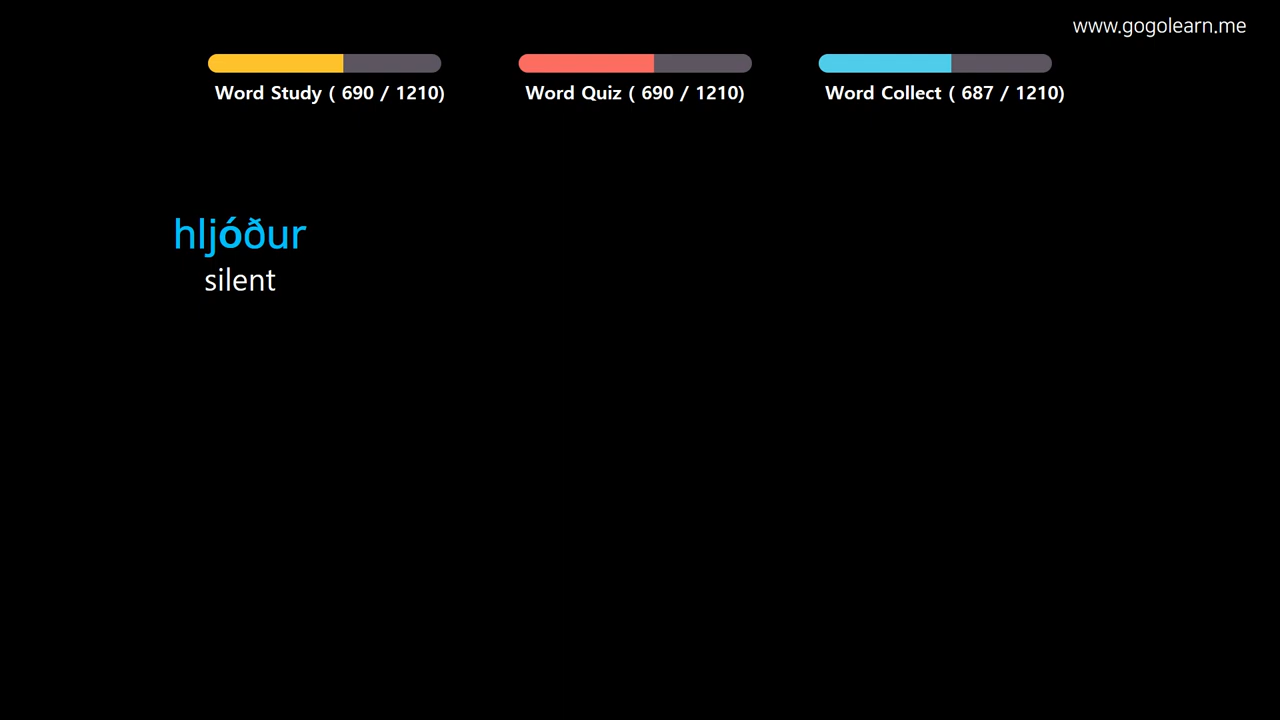 www.gogolearn.me
Word Study ( 690 / 1210)
Word Quiz ( 690 / 1210)
Word Collect ( 687 / 1210)
hljóður
silent